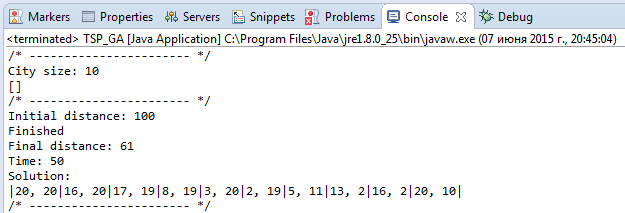 Markers Properties Servers Snippets Problems Console Debug
<terminated> TSP_GA [Java Application] C:\Program Files\Java\jre1.8.0_25\bin\javaw.exe (07 июня 2015 г., 20:45:04)
/* ----------------------- */
City size: 10
[]
/* ----------------------- */
Initial distance: 100
Finished
Final distance: 61
Time: 50
Solution:
|20, 20|16, 20|17, 19|8, 19|3, 20|2, 19|5, 11|13, 2|16, 2|20, 10|
/* ----------------------- */